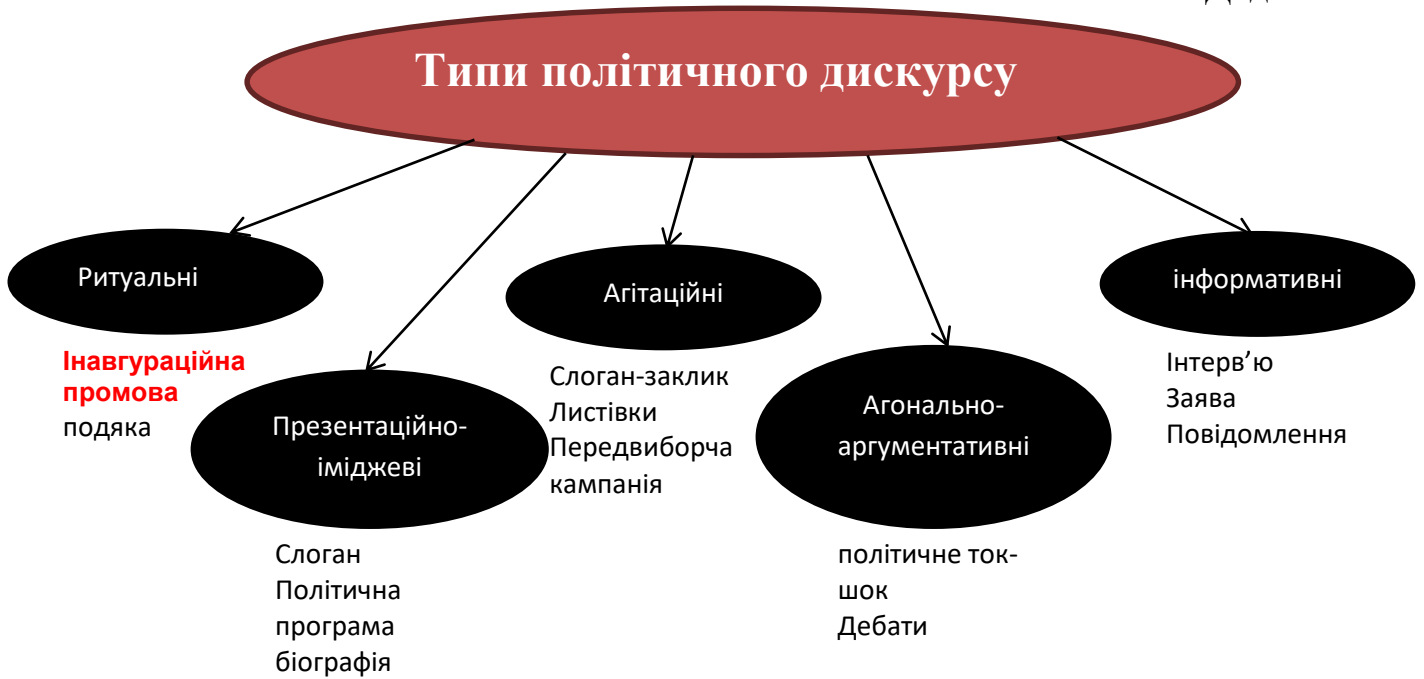 Типи політичного дискурсу
Ритуальні
Інавгураційна
промова
подяка
Презентаційно-
іміджеві
Слоган
Політична
програма
біографія
Агітаційні
Слоган-заклик
Листівки
Передвиборча
кампанія
Агонально-
аргументативні
політичне ток-
шок
Дебати
інформативні
Інтерв’ю
Заява
Повідомлення